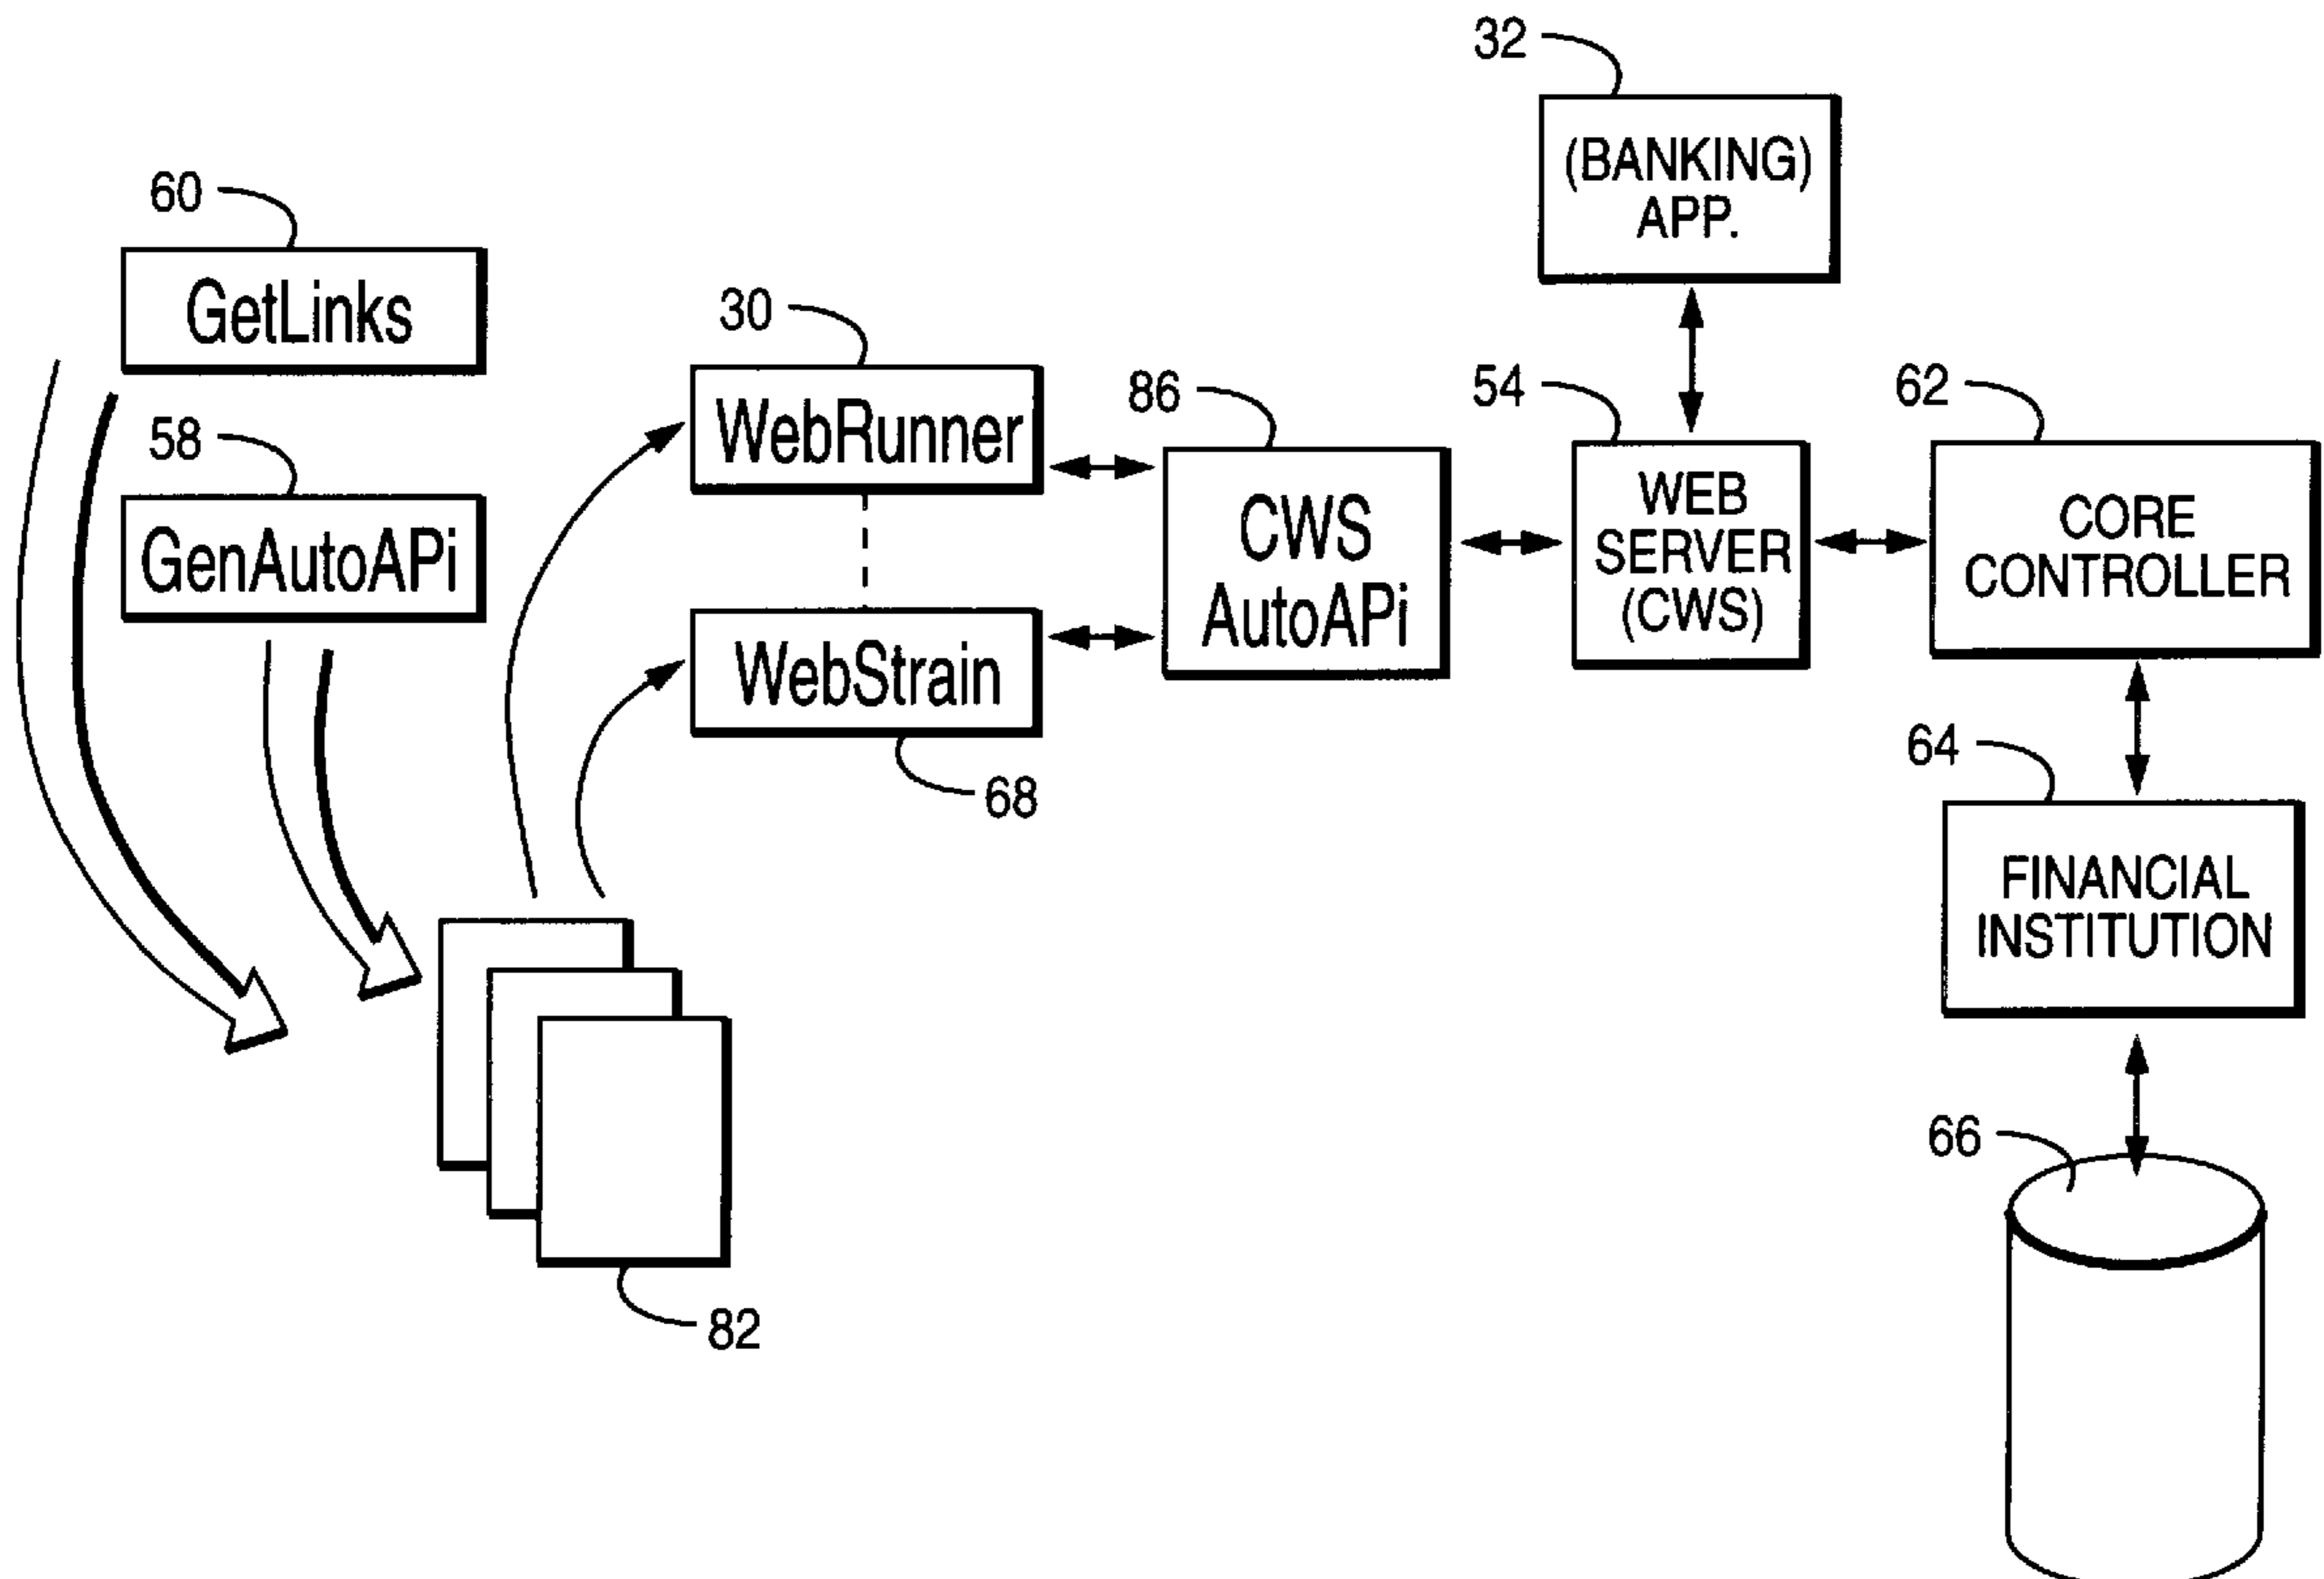 32
(BANKING)
APP.
60
GetLinks
30
WebRunner
86
CWS
AutoAPi
54
WEB
SERVER
(CWS)
62
CORE
CONTROLLER
58
GenAutoAPi
WebStrain
68
64
FINANCIAL
INSTITUTION
66
82